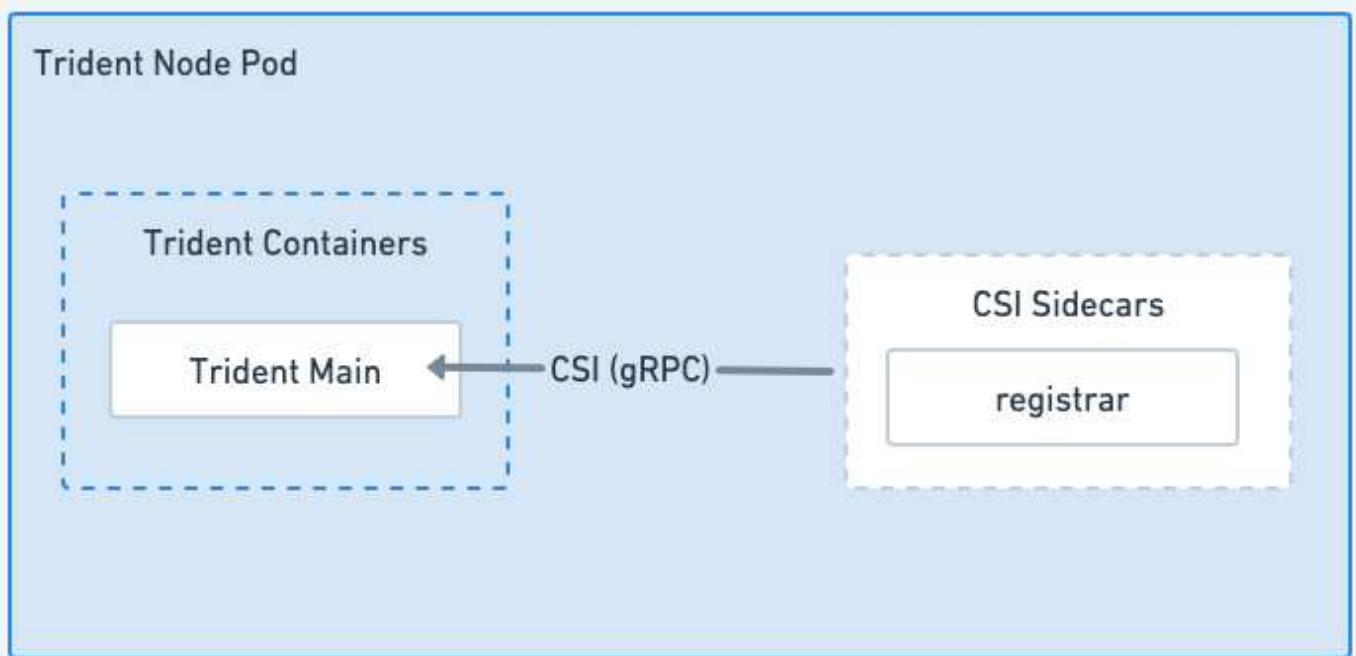 Trident Node Pod
Trident Containers
CSI Sidecars
Trident Main
CSI (gRPC)
registrar